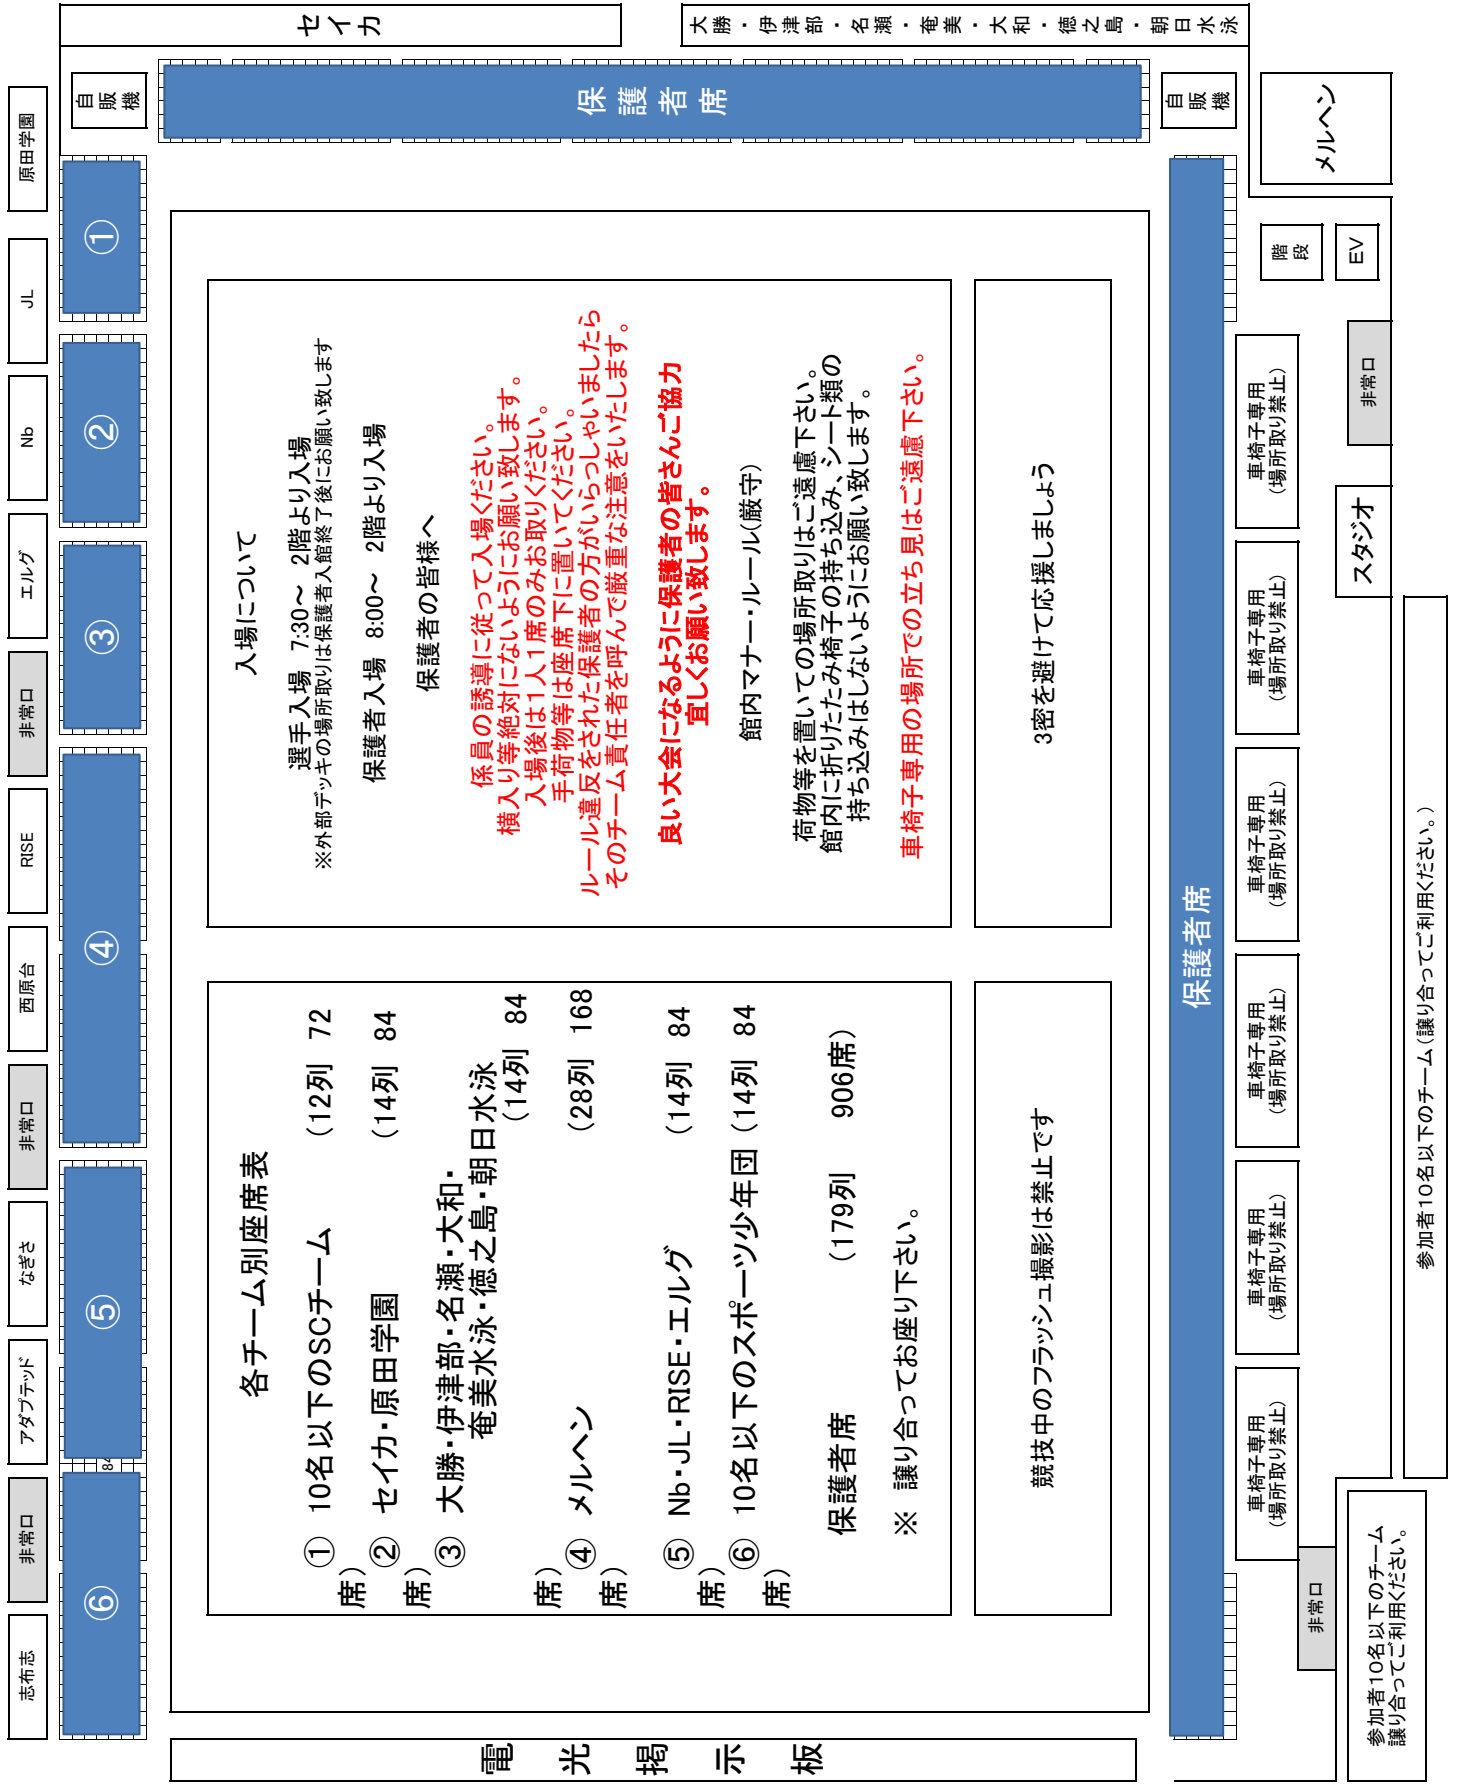 志布志
非常口
アダプテッド
なぎさ
非常口
西原台
RISE
非常口
エルグ
Nb
JL
原田学園
⑥
84
⑤
④
③
②
①
自
販
機
セイカ
電光掲示板
各チーム別座席表
① 10名以下のSCチーム (12列 72
席)
② セイカ・原田学園 (14列 84
席)
③ 大勝・伊津部・名瀬・大和・
奄美水泳・徳之島・朝日水泳
(14列 84
席)
④ メルヘン (28列 168
席)
⑤ Nb・JL・RISE・エルグ (14列 84
席)
⑥ 10名以下のスポーツ少年団 (14列 84
席)
保護者席 (179列 906席)
※ 譲り合ってお座り下さい。
競技中のフラッシュ撮影は禁止です
入場について
選手入場 7:30～ 2階より入場
※外部デッキの場所取りは保護者入館終了後にお願い致します
保護者入場 8:00～ 2階より入場
保護者の皆様へ
係員の誘導に従って入場ください。
横入り等絶対にないようにお願い致します。
入場後は1人1席のみお取りください。
手荷物等は座席下に置いてください。
ルール違反をされた保護者の方がいらっしゃいましたら
そのチーム責任者を呼んで厳重な注意をいたします。
良い大会になるように保護者の皆さんご協力
宜しくお願い致します。
館内マナー・ルール(厳守)
荷物等を置いての場所取りはご遠慮下さい。
館内に折りたたみ椅子の持ち込み、シート類の
持ち込みはしないようにお願い致します。
車椅子専用の場所での立ち見はご遠慮下さい。
3密を避けて応援しましょう
保護者席
大勝・伊津部・名瀬・奄美・大和・徳之島・朝日水泳
保護者席
自
販
機
車椅子専用
(場所取り禁止)
車椅子専用
(場所取り禁止)
車椅子専用
(場所取り禁止)
車椅子専用
(場所取り禁止)
車椅子専用
(場所取り禁止)
車椅子専用
(場所取り禁止)
階
段
メルヘン
EV
非常口
スタジオ
非常口
参加者10名以下のチーム
譲り合ってご利用ください。
参加者10名以下のチーム(譲り合ってご利用ください。)